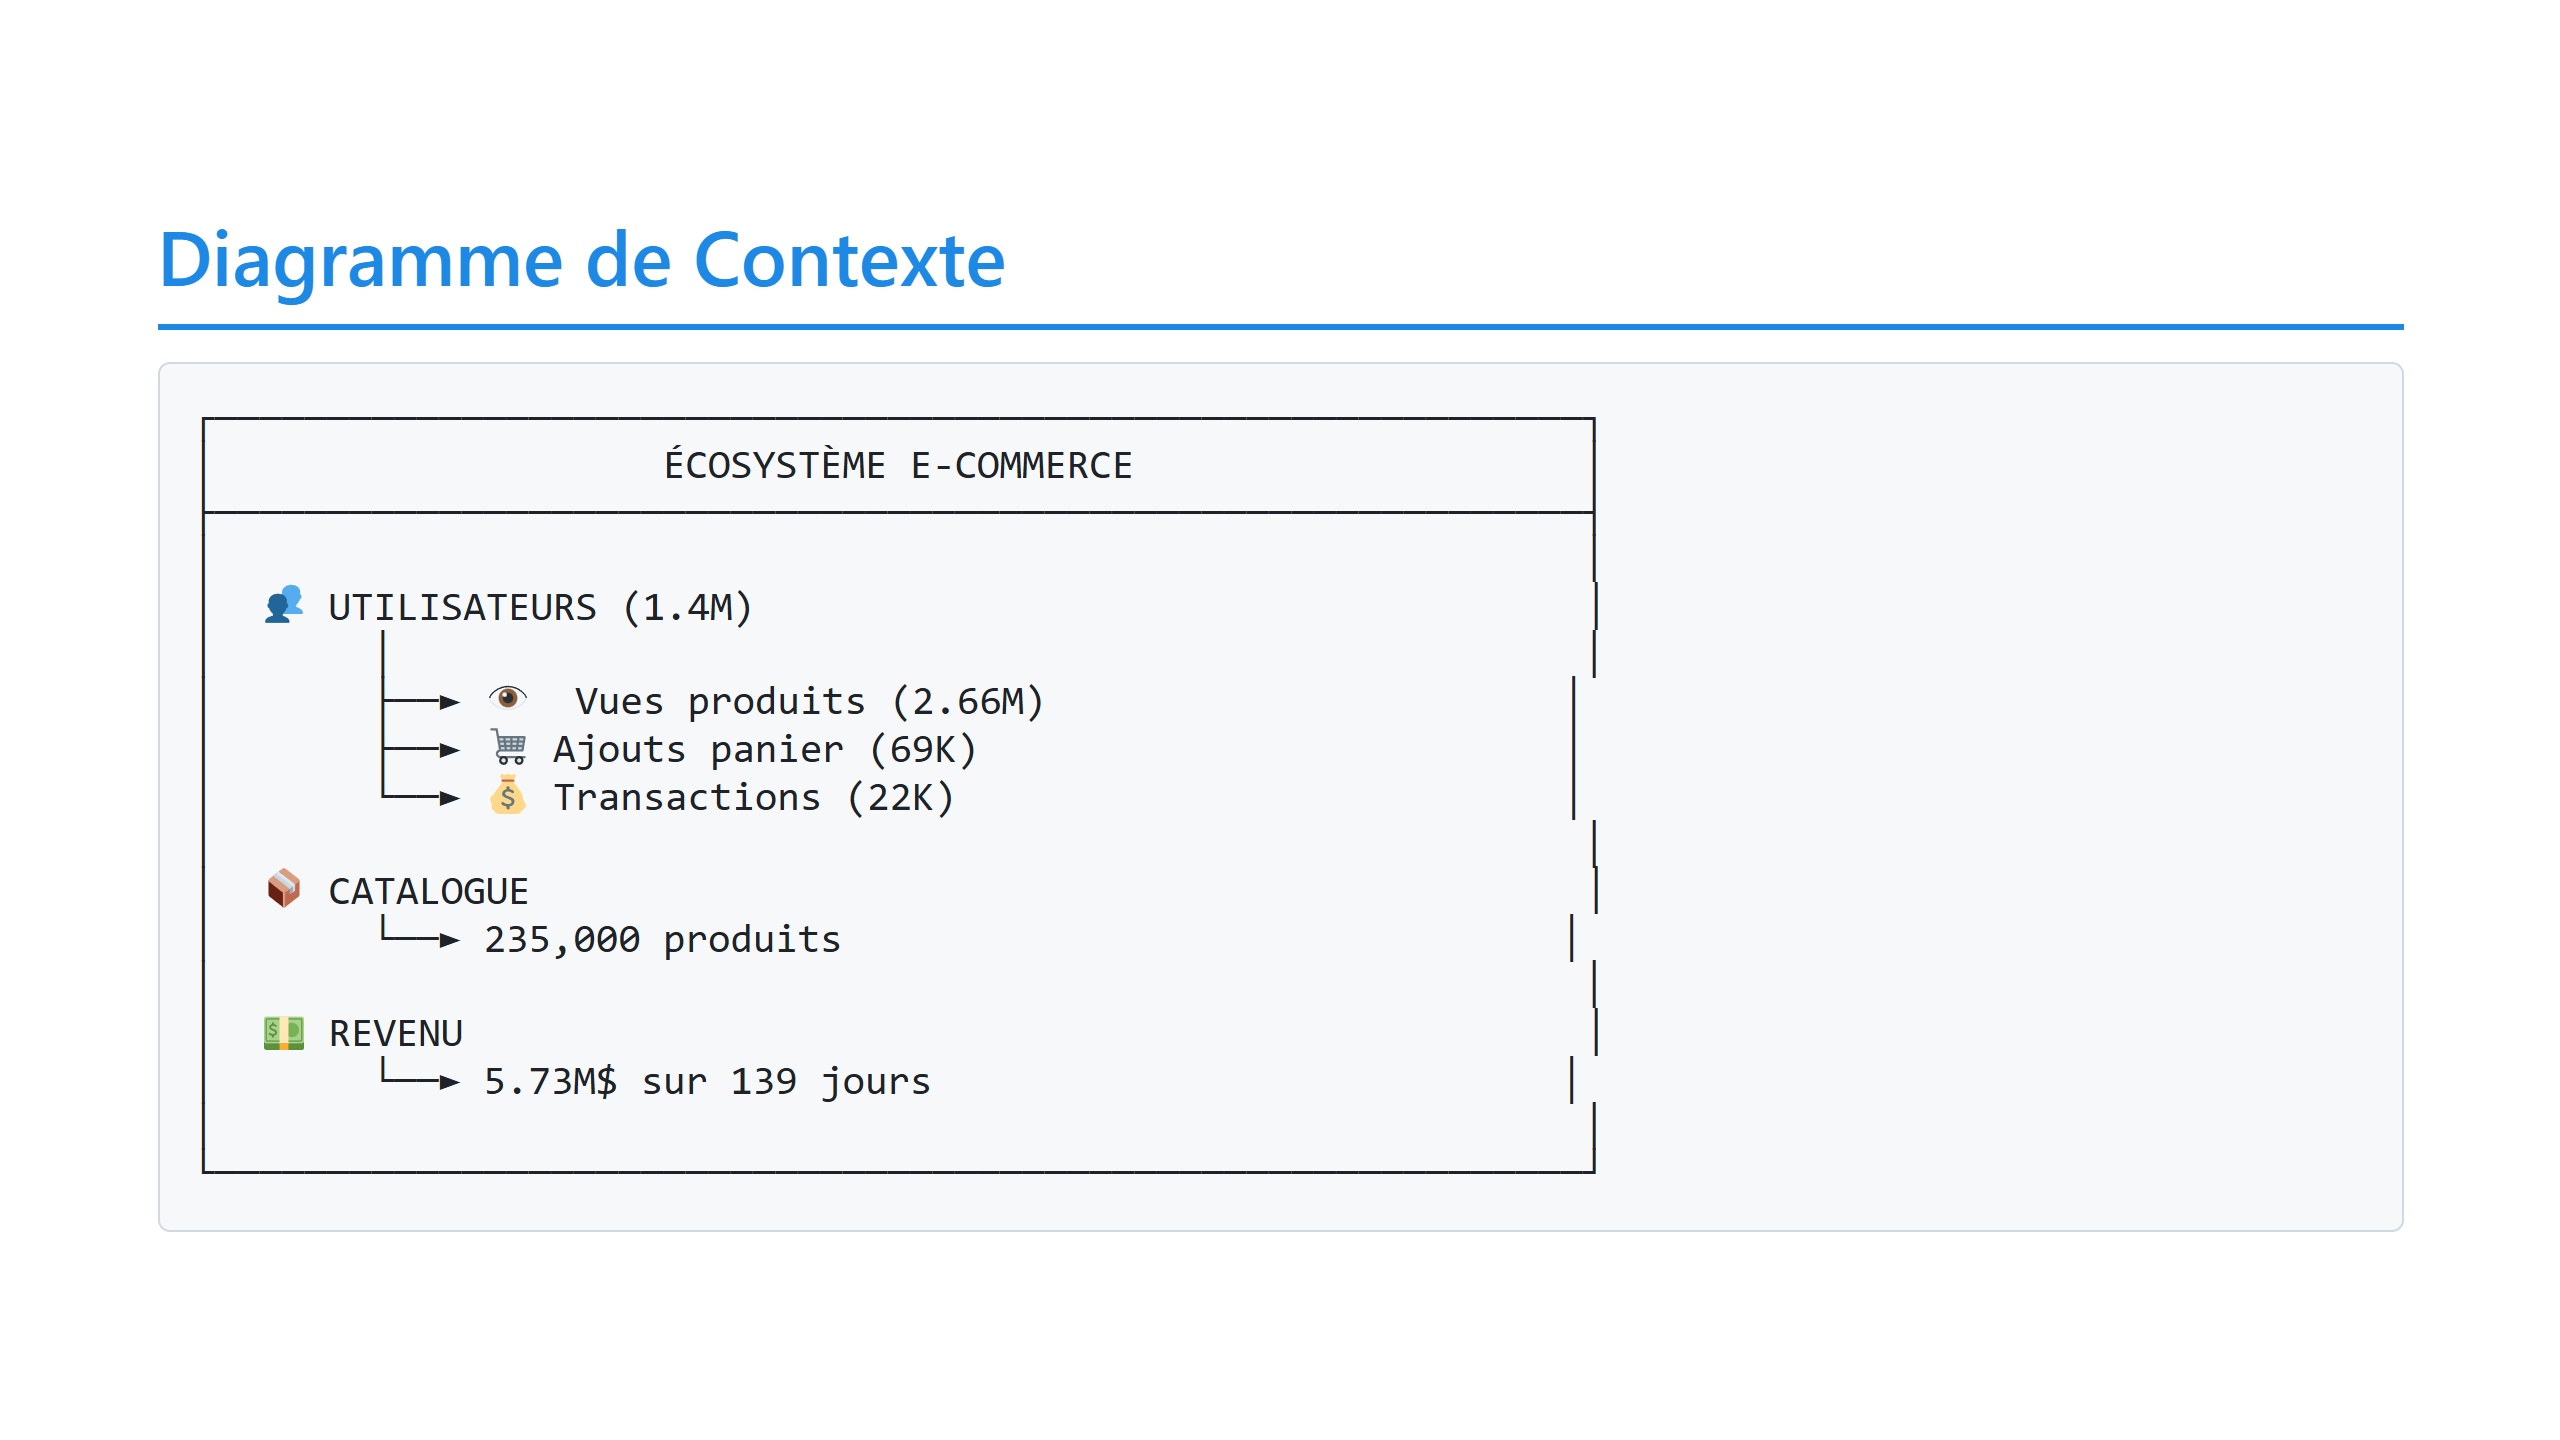 Diagramme de Contexte
ÉCOSYSTÈME E-COMMERCE
👥 UTILISATEURS (1.4M)
├──► 👁️  Vues produits (2.66M)
├──► 🛒 Ajouts panier (69K)
└──► 💰 Transactions (22K)
📦 CATALOGUE
└──► 235,000 produits
💵 REVENU
└──► 5.73M$ sur 139 jours